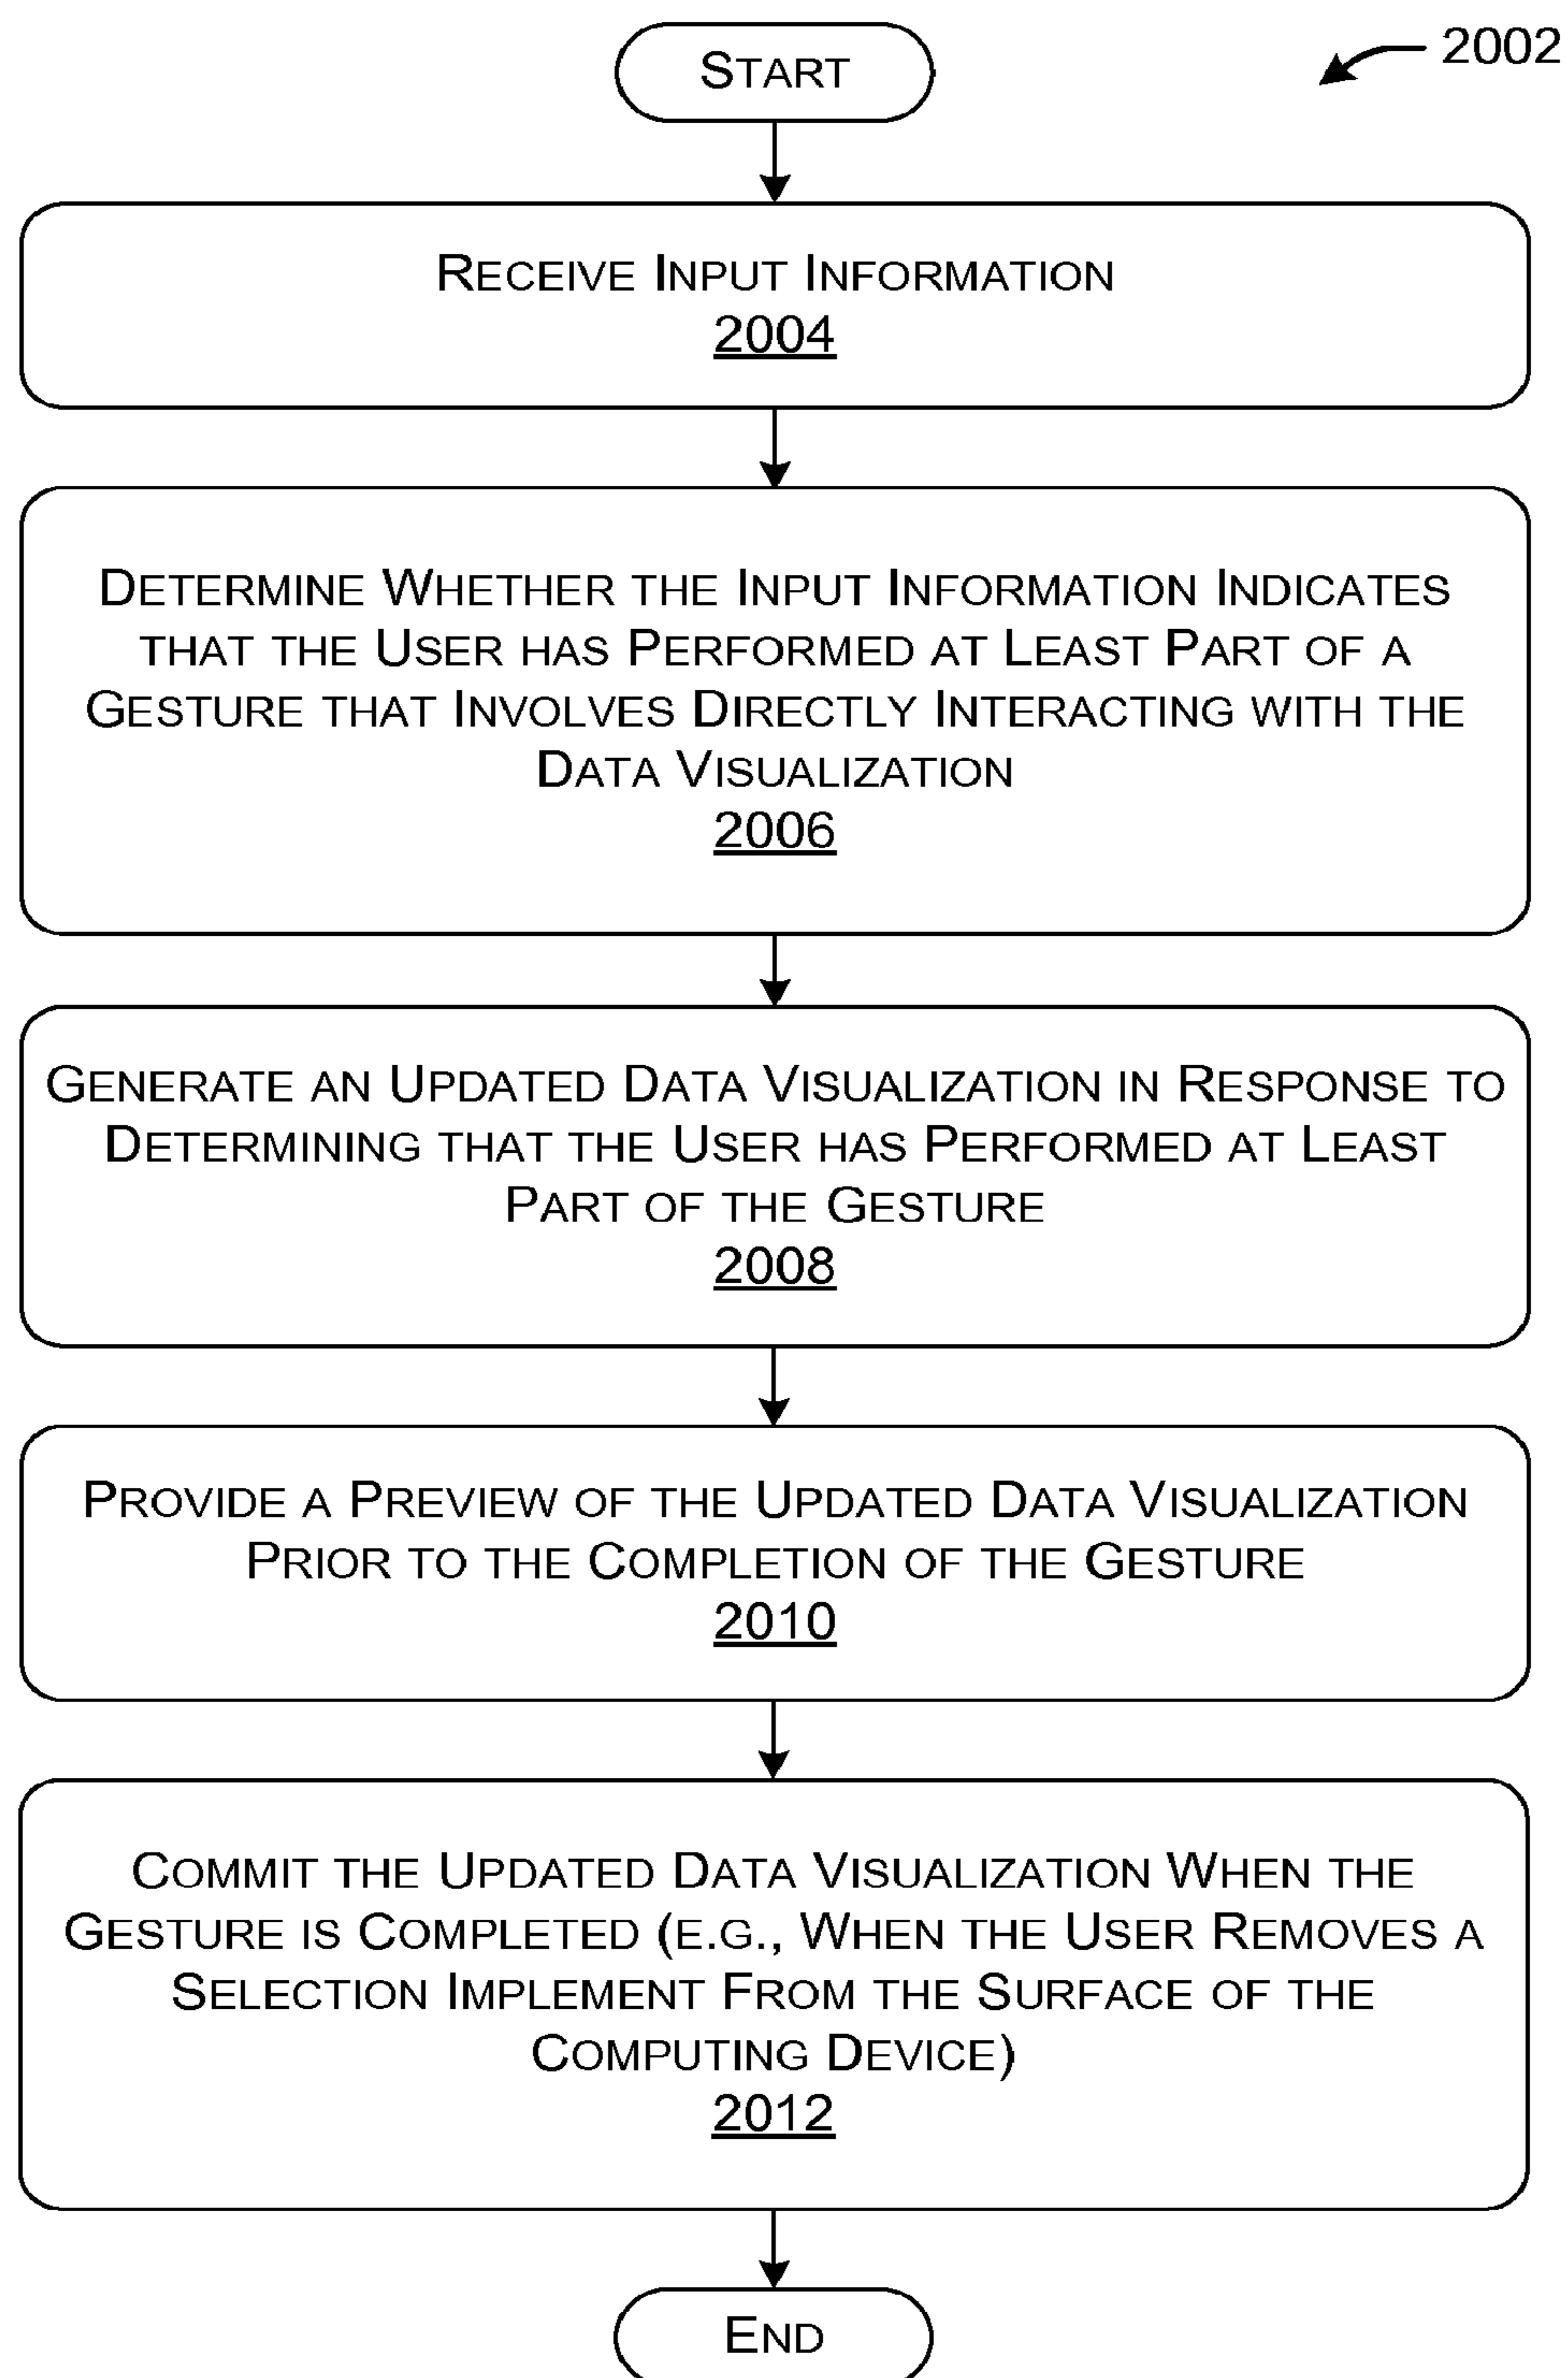 START
2002
RECEIVE INPUT INFORMATION
2004
DETERMINE WHETHER THE INPUT INFORMATION INDICATES
THAT THE USER HAS PERFORMED AT LEAST PART OF A
GESTURE THAT INVOLVES DIRECTLY INTERACTING WITH THE
DATA VISUALIZATION
2006
GENERATE AN UPDATED DATA VISUALIZATION IN RESPONSE TO
DETERMINING THAT THE USER HAS PERFORMED AT LEAST
PART OF THE GESTURE
2008
PROVIDE A PREVIEW OF THE UPDATED DATA VISUALIZATION
PRIOR TO THE COMPLETION OF THE GESTURE
2010
COMMIT THE UPDATED DATA VISUALIZATION WHEN THE
GESTURE IS COMPLETED (E.G., WHEN THE USER REMOVES A
SELECTION IMPLEMENT FROM THE SURFACE OF THE
COMPUTING DEVICE)
2012
END